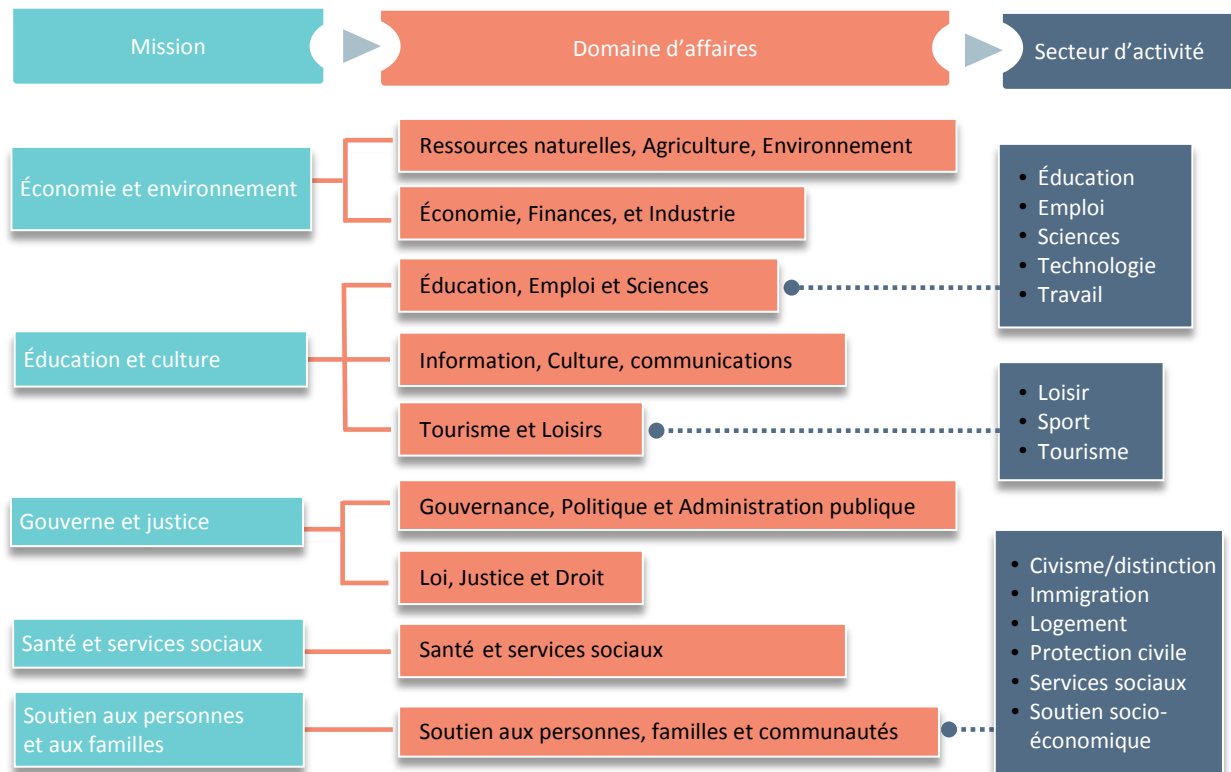 Mission
Domaine d'affaires
Secteur d'activité
Économie et environnement
Ressources naturelles, Agriculture, Environnement
Économie, Finances, et Industrie
Éducation et culture
Éducation, Emploi et Sciences
Information, Culture, communications
Tourisme et Loisirs
• Éducation
• Emploi
• Sciences
• Technologie
• Travail
• Loisir
• Sport
• Tourisme
Gouverne et justice
Gouvernance, Politique et Administration publique
Loi, Justice et Droit
Santé et services sociaux
Santé et services sociaux
Soutien aux personnes
et aux familles
Soutien aux personnes, familles et communautés
• Civisme/distinction
• Immigration
• Logement
• Protection civile
• Services sociaux
• Soutien socio-
économique